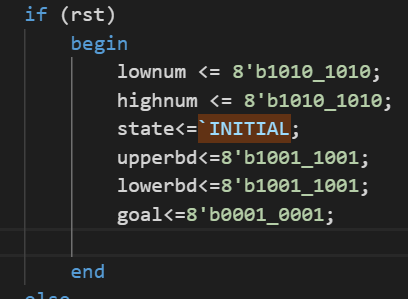 if (rst)
begin
lownum <= 8'b1010_1010;
highnum <= 8'b1010_1010;
state<=`INITIAL;
upperbd<=8'b1001_1001;
lowerbd<=8'b1001_1001;
goal<=8'b0001_0001;
end
else